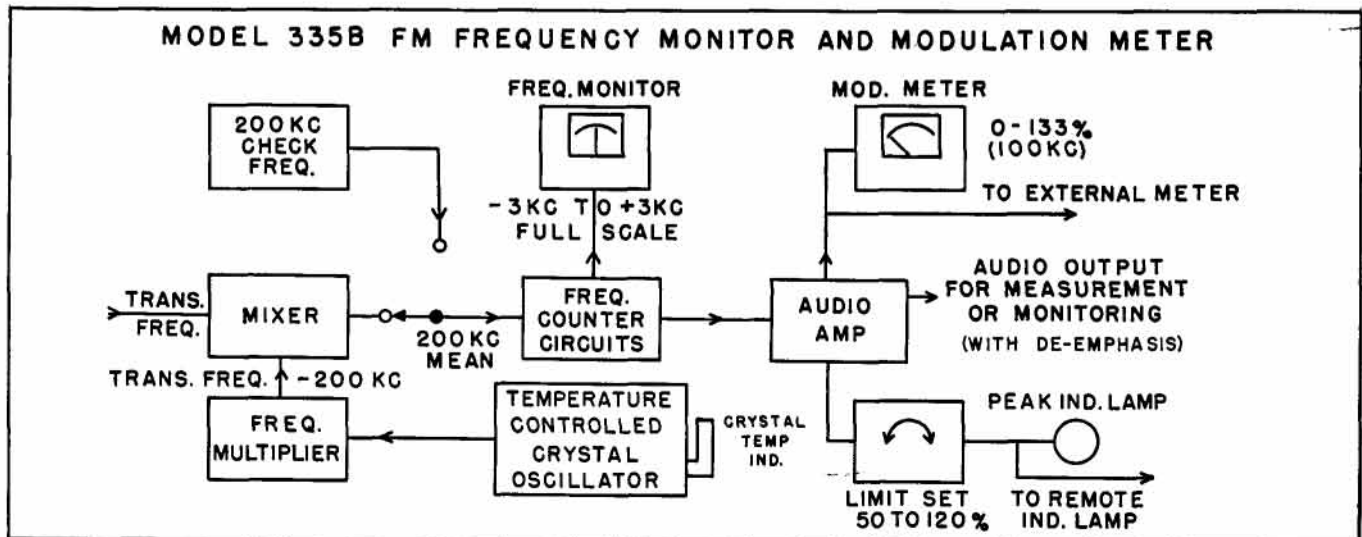 MODEL 335B FM FREQUENCY MONITOR AND MODULATION METER
200 KC
CHECK
FREQ.
FREQ. MONITOR
MOD. METER
0-133%
(100KC)
TO EXTERNAL METER
-3KC TO +3KC
FULL SCALE
TRANS.
FREQ.
MIXER
200KC
MEAN
FREQ.
COUNTER
CIRCUITS
AUDIO
AMP
AUDIO OUTPUT
FOR MEASUREMENT
OR MONITORING
(WITH DE-EMPHASIS)
TRANS. FREQ. -200 KC
FREQ.
MULTIPLIER
TEMPERATURE
CONTROLLED
CRYSTAL
OSCILLATOR
CRYSTAL
TEMP
IND.
PEAK IND. LAMP
LIMIT SET
50 TO 120%
TO REMOTE
IND. LAMP